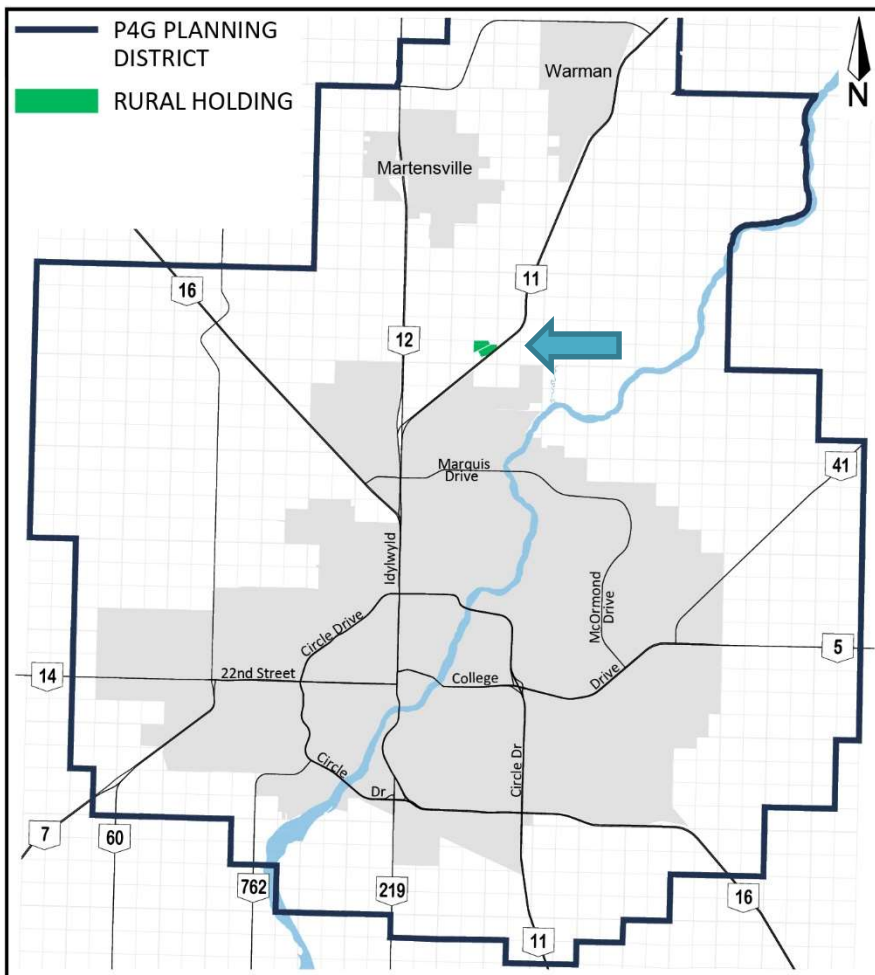 P4G PLANNING
DISTRICT
RURAL HOLDING
N
Warman
Martensville
16
11
12
41
Marquis
Drive
Idylwyld
McOrmond
Drive
Circle Drive
5
14
22nd Street
College
Drive
Circle
Dr
Circle Dr
7
60
762
219
16
11